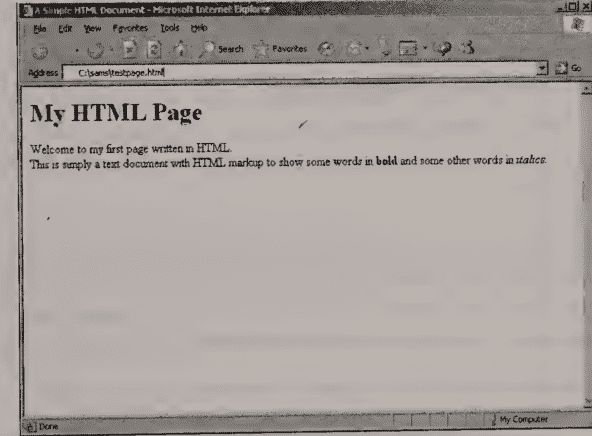 A Simple HTML Document - Microsoft Internet Explorer
File Edit View Favorites Tools Help
Search Favorites
Address C:\sams\testpage.html Go
My HTML Page
Welcome to my first page written in HTML.
This is simply a text document with HTML markup to show some words in bold and some other words in italics.
Done My Computer